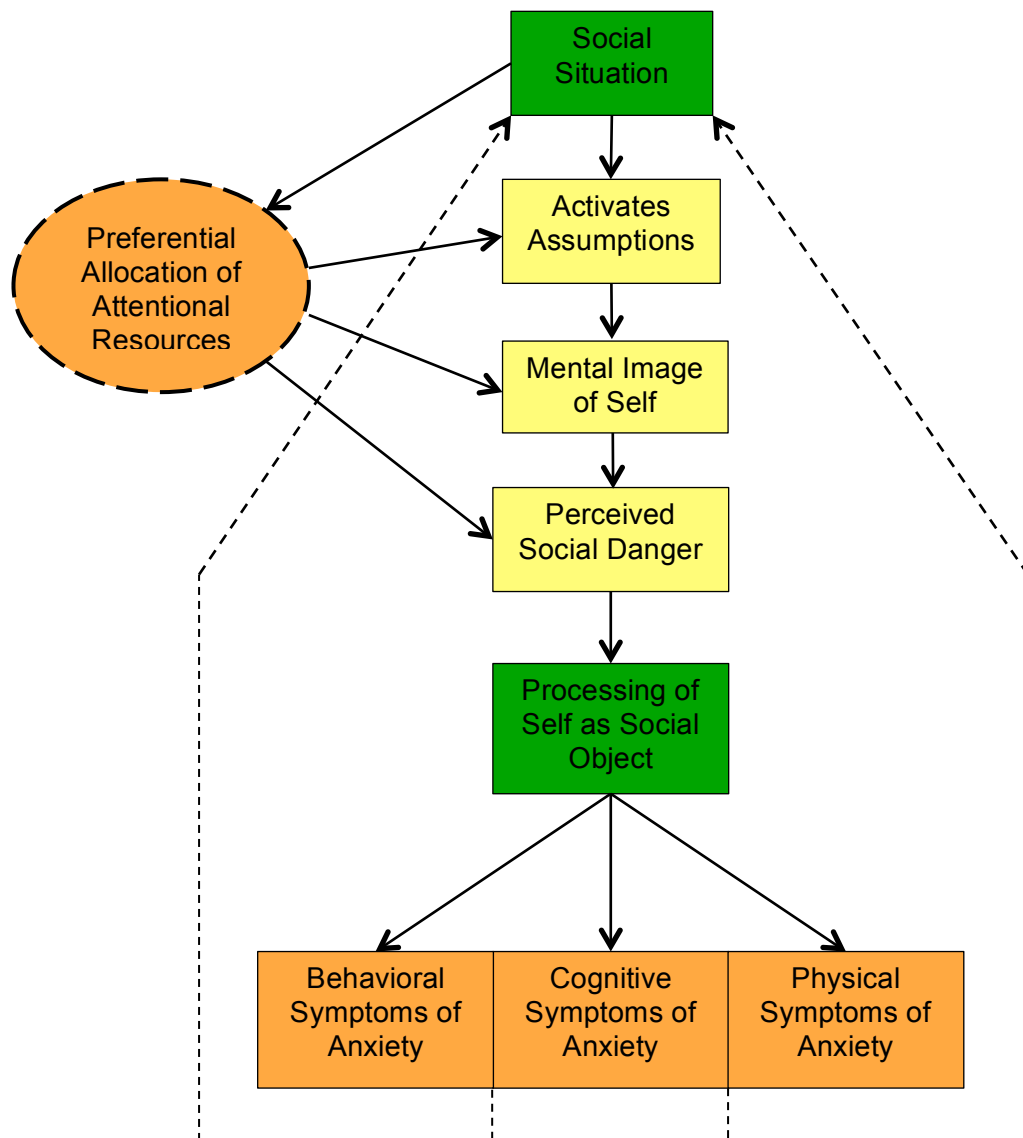 Social
Situation
Activates
Assumptions
Preferential
Allocation of
Attentional
Resources
Mental Image
of Self
Perceived
Social Danger
Processing of
Self as Social
Object
Behavioral
Symptoms of
Anxiety
Cognitive
Symptoms of
Anxiety
Physical
Symptoms of
Anxiety